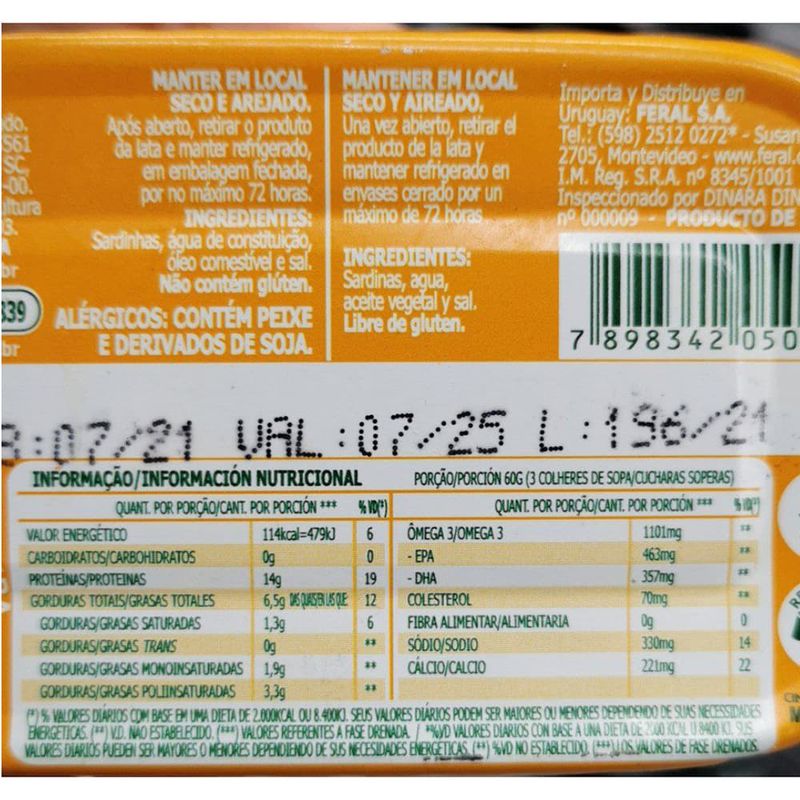 MANTER EM LOCAL
SECO E AREJADO.
Após aberto, retirar o produto
da lata e manter refrigerado,
em embalagem fechada,
por no máximo 72 horas.
INGREDIENTES:
Sardinhas, água de constituição,
óleo comestível e sal.
Não contém glúten.
ALÉRGICOS: CONTÉM PEIXE
E DERIVADOS DE SOJA.
MANTENER EM LOCAL
SECO Y AIREADO.
Una vez abierto, retirar el
producto de la lata y
mantener refrigerado en
envases cerrado por un
máximo de 72 horas
INGREDIENTES:
Sardinas, agua,
aceite vegetal y sal.
Libre de gluten.
Importa y Distribuye en
Uruguay: FERAL S.A.
Tel.: (598) 2512 0272* - Susan
2705, Montevideo - www.feral.c
I.M. Reg. S.R.A. nº 8345/1001
Inspeccionado por DINARA DIN
nº 000009 - PRODUCTO DE
7 898342 050
:07/21 VAL:07/25 L:196/21
INFORMAÇÃO/INFORMACIÓN NUTRICIONAL PORÇÃO/PORCIÓN 60G (3 COLHERES DE SOPA/CUCHARAS SOPERAS)
QUANT. POR PORÇÃO/CANT. POR PORCIÓN *** %VD(*) QUANT. POR PORÇÃO/CANT. POR PORCIÓN *** %VD(*)
VALOR ENERGÉTICO 114kcal=479kJ 6 ÔMEGA 3/OMEGA 3 1101mg **
CARBOIDRATOS/CARBOHIDRATOS 0g 0 - EPA 463mg **
PROTEÍNAS/PROTEINAS 14g 19 - DHA 357mg **
GORDURAS TOTAIS/GRASAS TOTALES 6,5g DAS QUAIS/EN LAS QUE 12 COLESTEROL 70mg **
GORDURAS/GRASAS SATURADAS 1,3g 6 FIBRA ALIMENTAR/ALIMENTARIA 0g 0
GORDURAS/GRASAS TRANS 0g ** SÓDIO/SODIO 330mg 14
GORDURAS/GRASAS MONOINSATURADAS 1,9g ** CÁLCIO/CALCIO 221mg 22
GORDURAS/GRASAS POLIINSATURADAS 3,3g **
(*) % VALORES DIÁRIOS COM BASE EM UMA DIETA DE 2.000KCAL OU 8.400KJ. SEUS VALORES DIÁRIOS PODEM SER MAIORES OU MENORES DEPENDENDO DE SUAS NECESSIDADES
ENERGÉTICAS. (**) V.D. NÃO ESTABELECIDO. (***) VALORES REFERENTES A FASE DRENADA. / *%VD VALORES DIARIOS CON BASE A UNA DIETA DE 2000 KCAL U 8400 KJ. SUS
VALORES DIARIOS PUEDEN SER MAYORES O MENORES DEPENDIENDO DE SUS NECESIDADES ENERGETICAS. (**) %VD NO ESTABLECIDO. (***) LOS VALORES DE FASE DRENADOS.